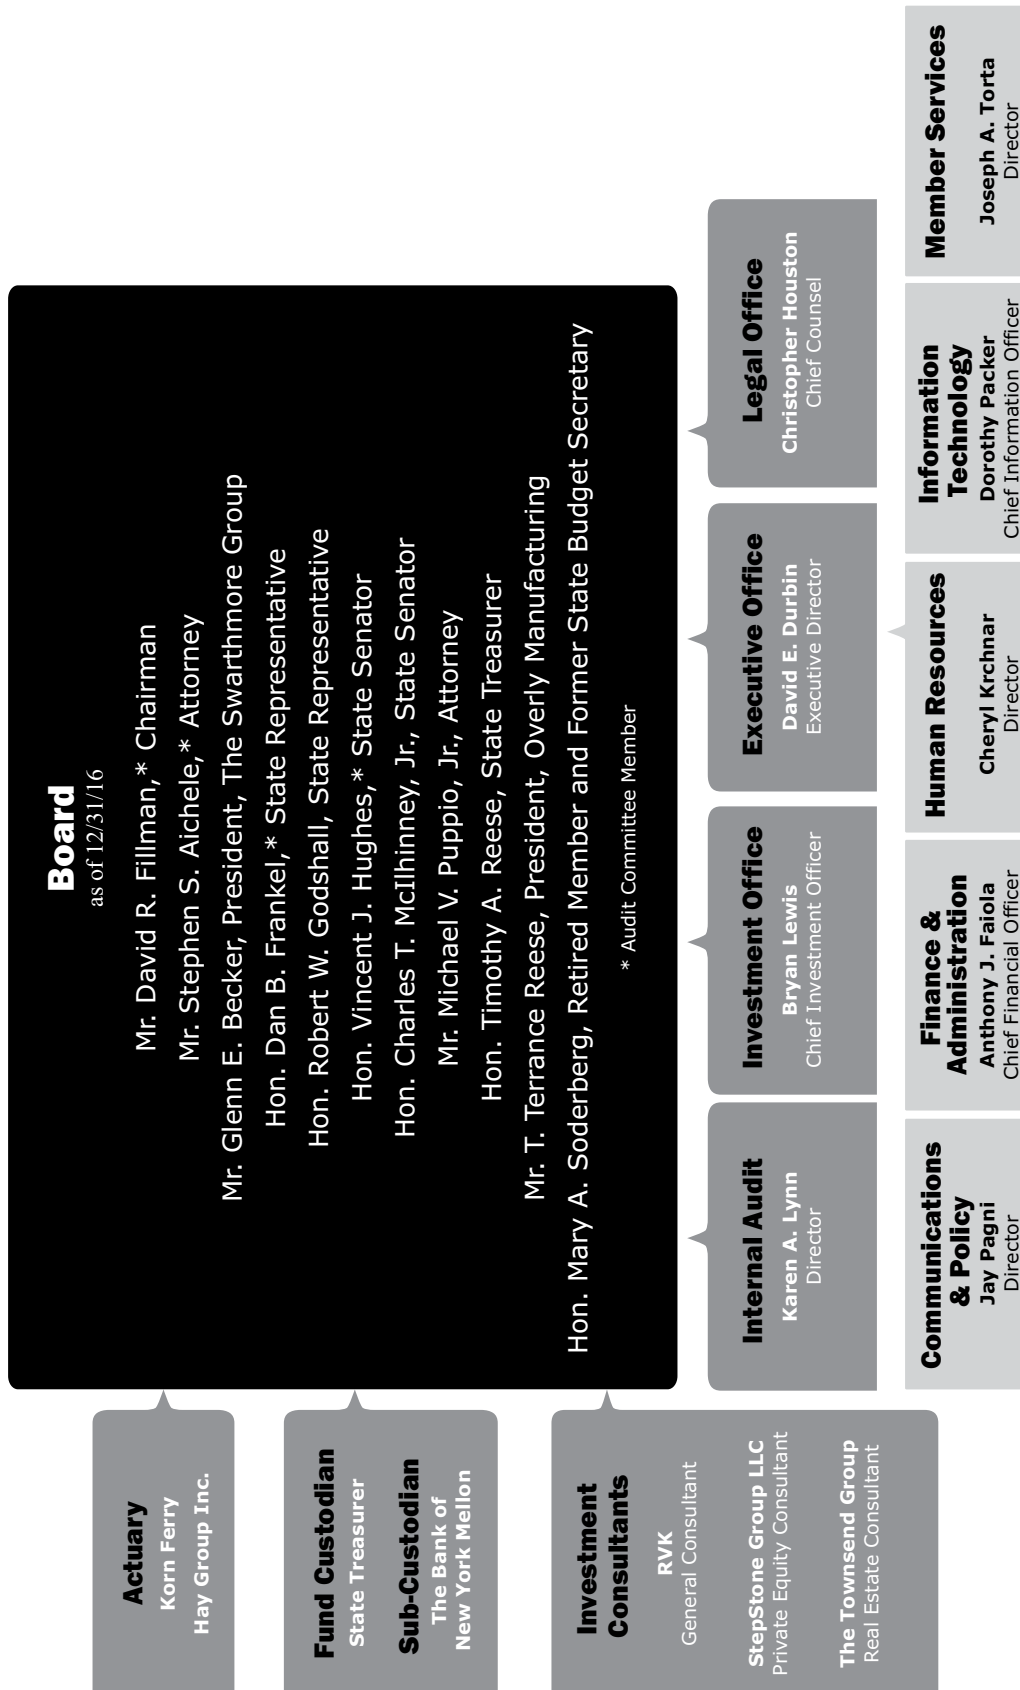 Board
as of 12/31/16
Mr. David R. Fillman,* Chairman
Mr. Stephen S. Aichele,* Attorney
Mr. Glenn E. Becker, President, The Swarthmore Group
Hon. Dan B. Frankel,* State Representative
Hon. Robert W. Godshall, State Representative
Hon. Vincent J. Hughes,* State Senator
Hon. Charles T. McIlhinney, Jr., State Senator
Mr. Michael V. Puppio, Jr., Attorney
Hon. Timothy A. Reese, State Treasurer
Mr. T. Terrance Reese, President, Overly Manufacturing
Hon. Mary A. Soderberg, Retired Member and Former State Budget Secretary
* Audit Committee Member
Actuary
Korn Ferry
Hay Group Inc.
Fund Custodian
State Treasurer
Sub-Custodian
The Bank of
New York Mellon
Investment
Consultants
RVK
General Consultant
StepStone Group LLC
Private Equity Consultant
The Townsend Group
Real Estate Consultant
Internal Audit
Karen A. Lynn
Director
Investment Office
Bryan Lewis
Chief Investment Officer
Executive Office
David E. Durbin
Executive Director
Legal Office
Christopher Houston
Chief Counsel
Communications
& Policy
Jay Pagni
Director
Finance &
Administration
Anthony J. Faiola
Chief Financial Officer
Human Resources
Cheryl Krchnar
Director
Information
Technology
Dorothy Packer
Chief Information Officer
Member Services
Joseph A. Torta
Director